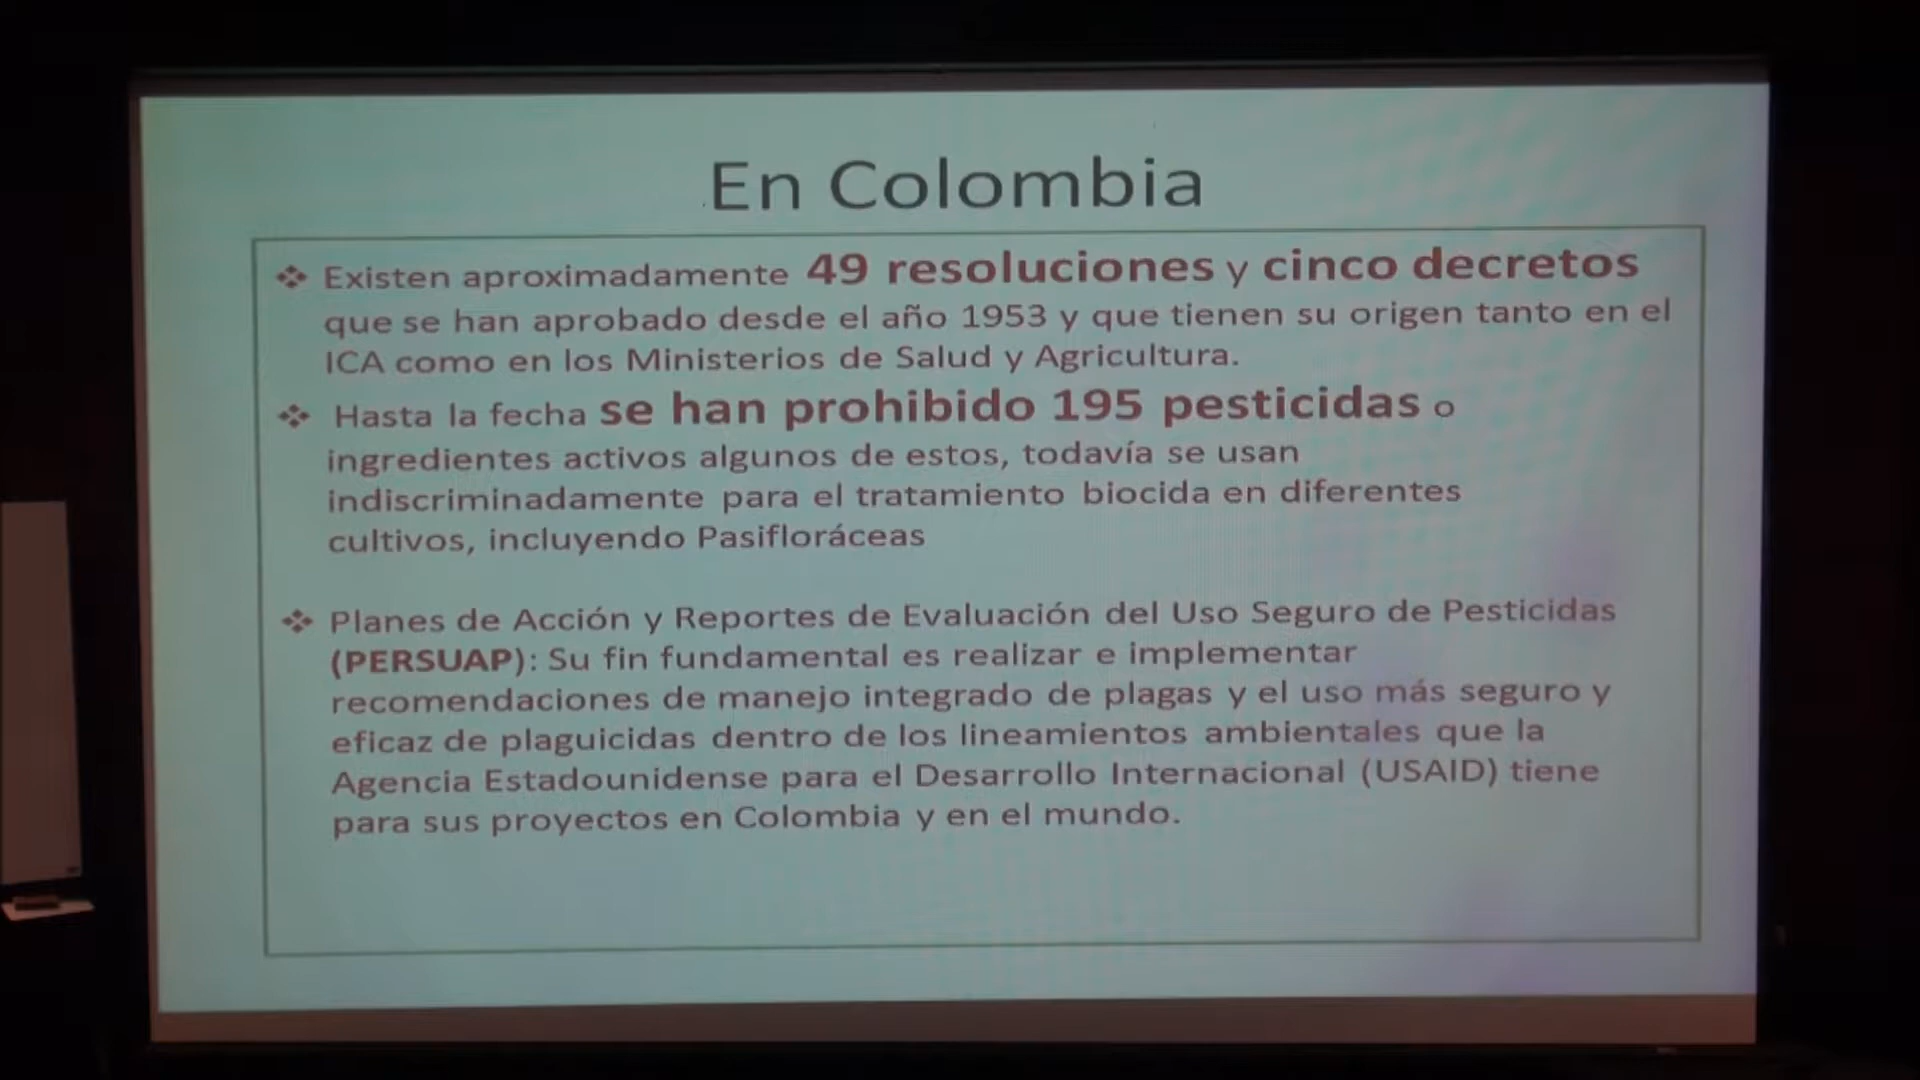 En Colombia
❖ Existen aproximadamente 49 resoluciones y cinco decretos
que se han aprobado desde el año 1953 y que tienen su origen tanto en el
ICA como en los Ministerios de Salud y Agricultura.
❖ Hasta la fecha se han prohibido 195 pesticidas o
ingredientes activos algunos de estos, todavía se usan
indiscriminadamente para el tratamiento biocida en diferentes
cultivos, incluyendo Pasifloráceas
❖ Planes de Acción y Reportes de Evaluación del Uso Seguro de Pesticidas
(PERSUAP): Su fin fundamental es realizar e implementar
recomendaciones de manejo integrado de plagas y el uso más seguro y
eficaz de plaguicidas dentro de los lineamientos ambientales que la
Agencia Estadounidense para el Desarrollo Internacional (USAID) tiene
para sus proyectos en Colombia y en el mundo.